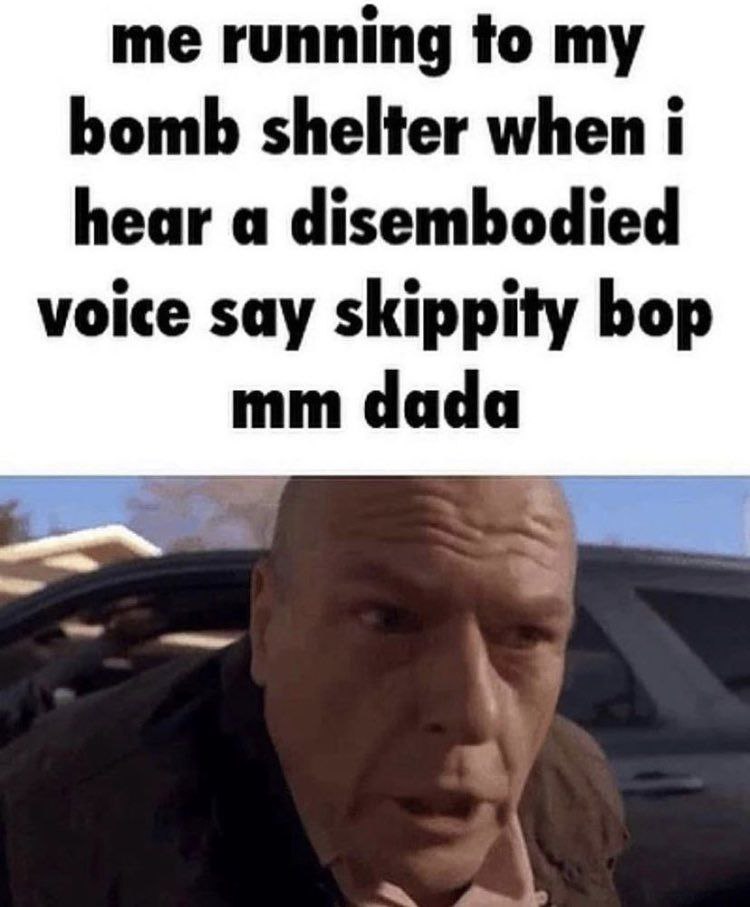 me running to my
bomb shelter when i
hear a disembodied
voice say skippity bop
mm dada